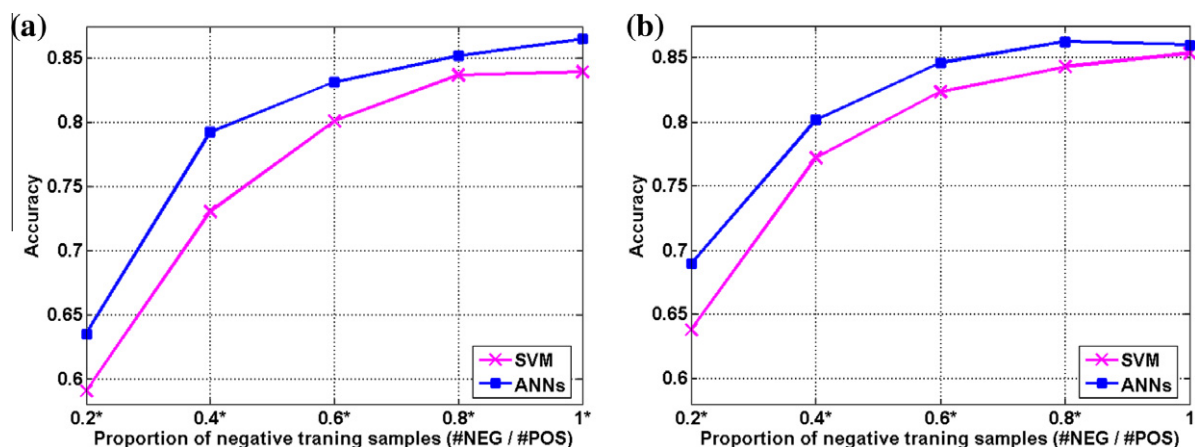 (a)
Accuracy
0.85
0.8
0.75
0.7
0.65
0.6
0.2* 0.4* 0.6* 0.8* 1*
Proportion of negative traning samples (#NEG / #POS)
SVM
ANNs
(b)
Accuracy
0.85
0.8
0.75
0.7
0.65
0.6
0.2* 0.4* 0.6* 0.8* 1*
Proportion of negative traning samples (#NEG / #POS)
SVM
ANNs